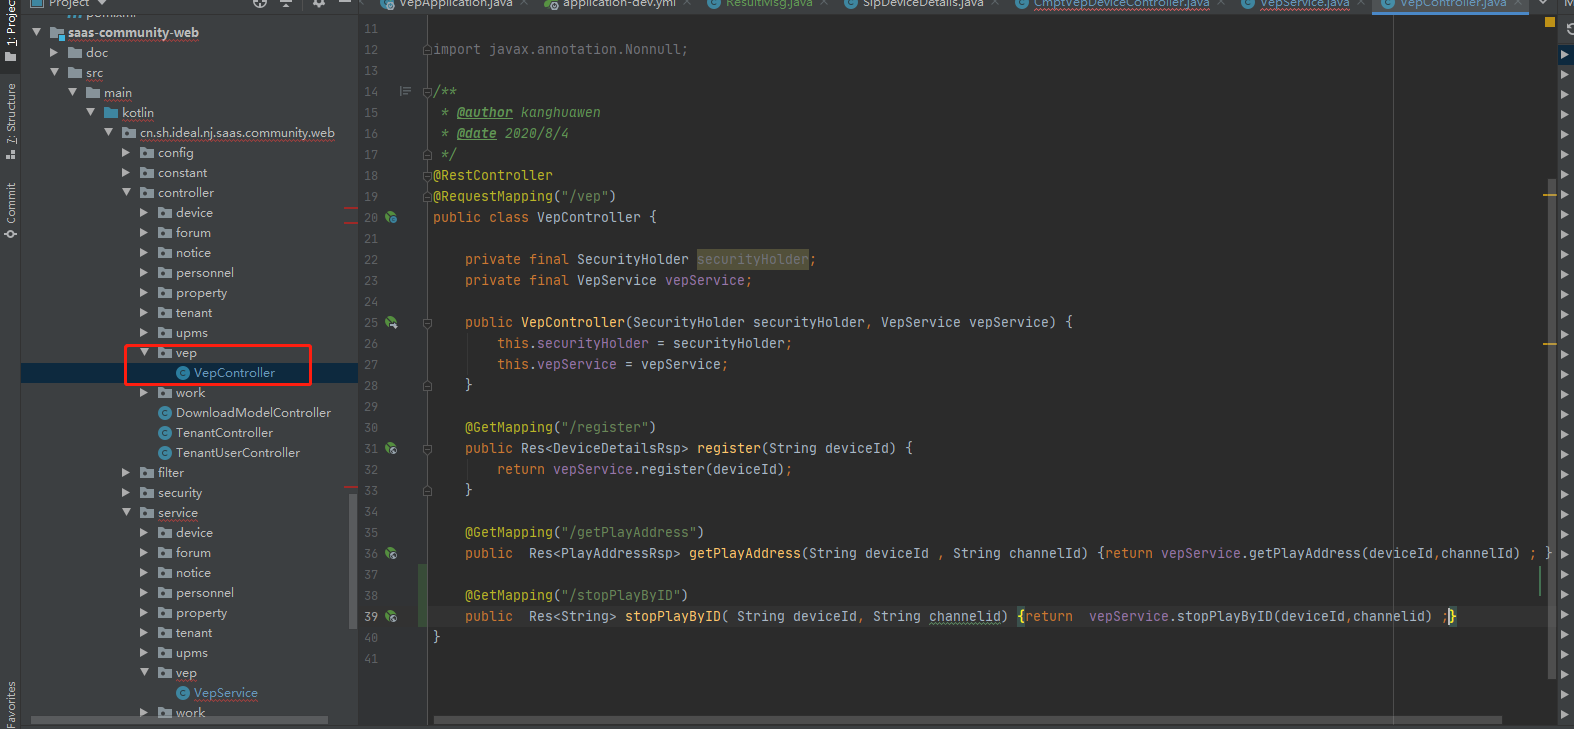 Project
VepApplication.java
application-dev.yml
ResultMsg.java
SipDeviceDetails.java
CmptVepDeviceController.java
VepService.java
VepController.java
1: Project
7: Structure
Commit
Favorites
saas-community-web
doc
src
main
kotlin
cn.sh.ideal.nj.saas.community.web
config
constant
controller
device
forum
notice
personnel
property
tenant
upms
vep
VepController
work
DownloadModelController
TenantController
TenantUserController
filter
security
service
device
forum
notice
personnel
property
tenant
upms
vep
VepService
work
11
12 import javax.annotation.Nonnull;
13
14 /**
15 * @author kanghuawen
16 * @date 2020/8/4
17 */
18 @RestController
19 @RequestMapping("/vep")
20 public class VepController {
21
22 private final SecurityHolder securityHolder;
23 private final VepService vepService;
24
25 public VepController(SecurityHolder securityHolder, VepService vepService) {
26 this.securityHolder = securityHolder;
27 this.vepService = vepService;
28 }
29
30 @GetMapping("/register")
31 public Res<DeviceDetailsRsp> register(String deviceId) {
32 return vepService.register(deviceId);
33 }
34
35 @GetMapping("/getPlayAddress")
36 public  Res<PlayAddressRsp> getPlayAddress(String deviceId , String channelId) {return vepService.getPlayAddress(deviceId,channelId) ; }
37
38 @GetMapping("/stopPlayByID")
39 public  Res<String> stopPlayByID( String deviceId, String channelid) {return  vepService.stopPlayByID(deviceId,channelid) ;}
40 }
41